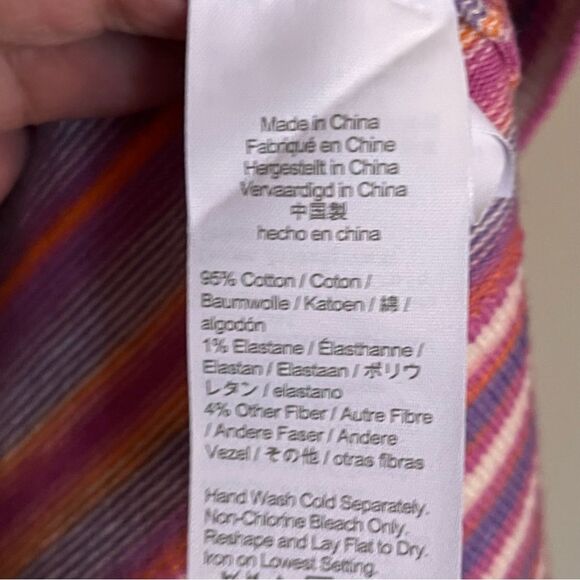 Made in China
Fabriqué en Chine
Hergestellt in China
Vervaardigd in China
中国製
hecho en china
95% Cotton / Coton /
Baumwolle / Katoen / 綿 /
algodón
1% Elastane / Élasthanne /
Elastan / Elastaan / ポリウ
レタン / elastano
4% Other Fiber / Autre Fibre
/ Andere Faser / Andere
Vezel / その他 / otras fibras
Hand Wash Cold Separately.
Non-Chlorine Bleach Only.
Reshape and Lay Flat to Dry.
Iron on Lowest Setting.